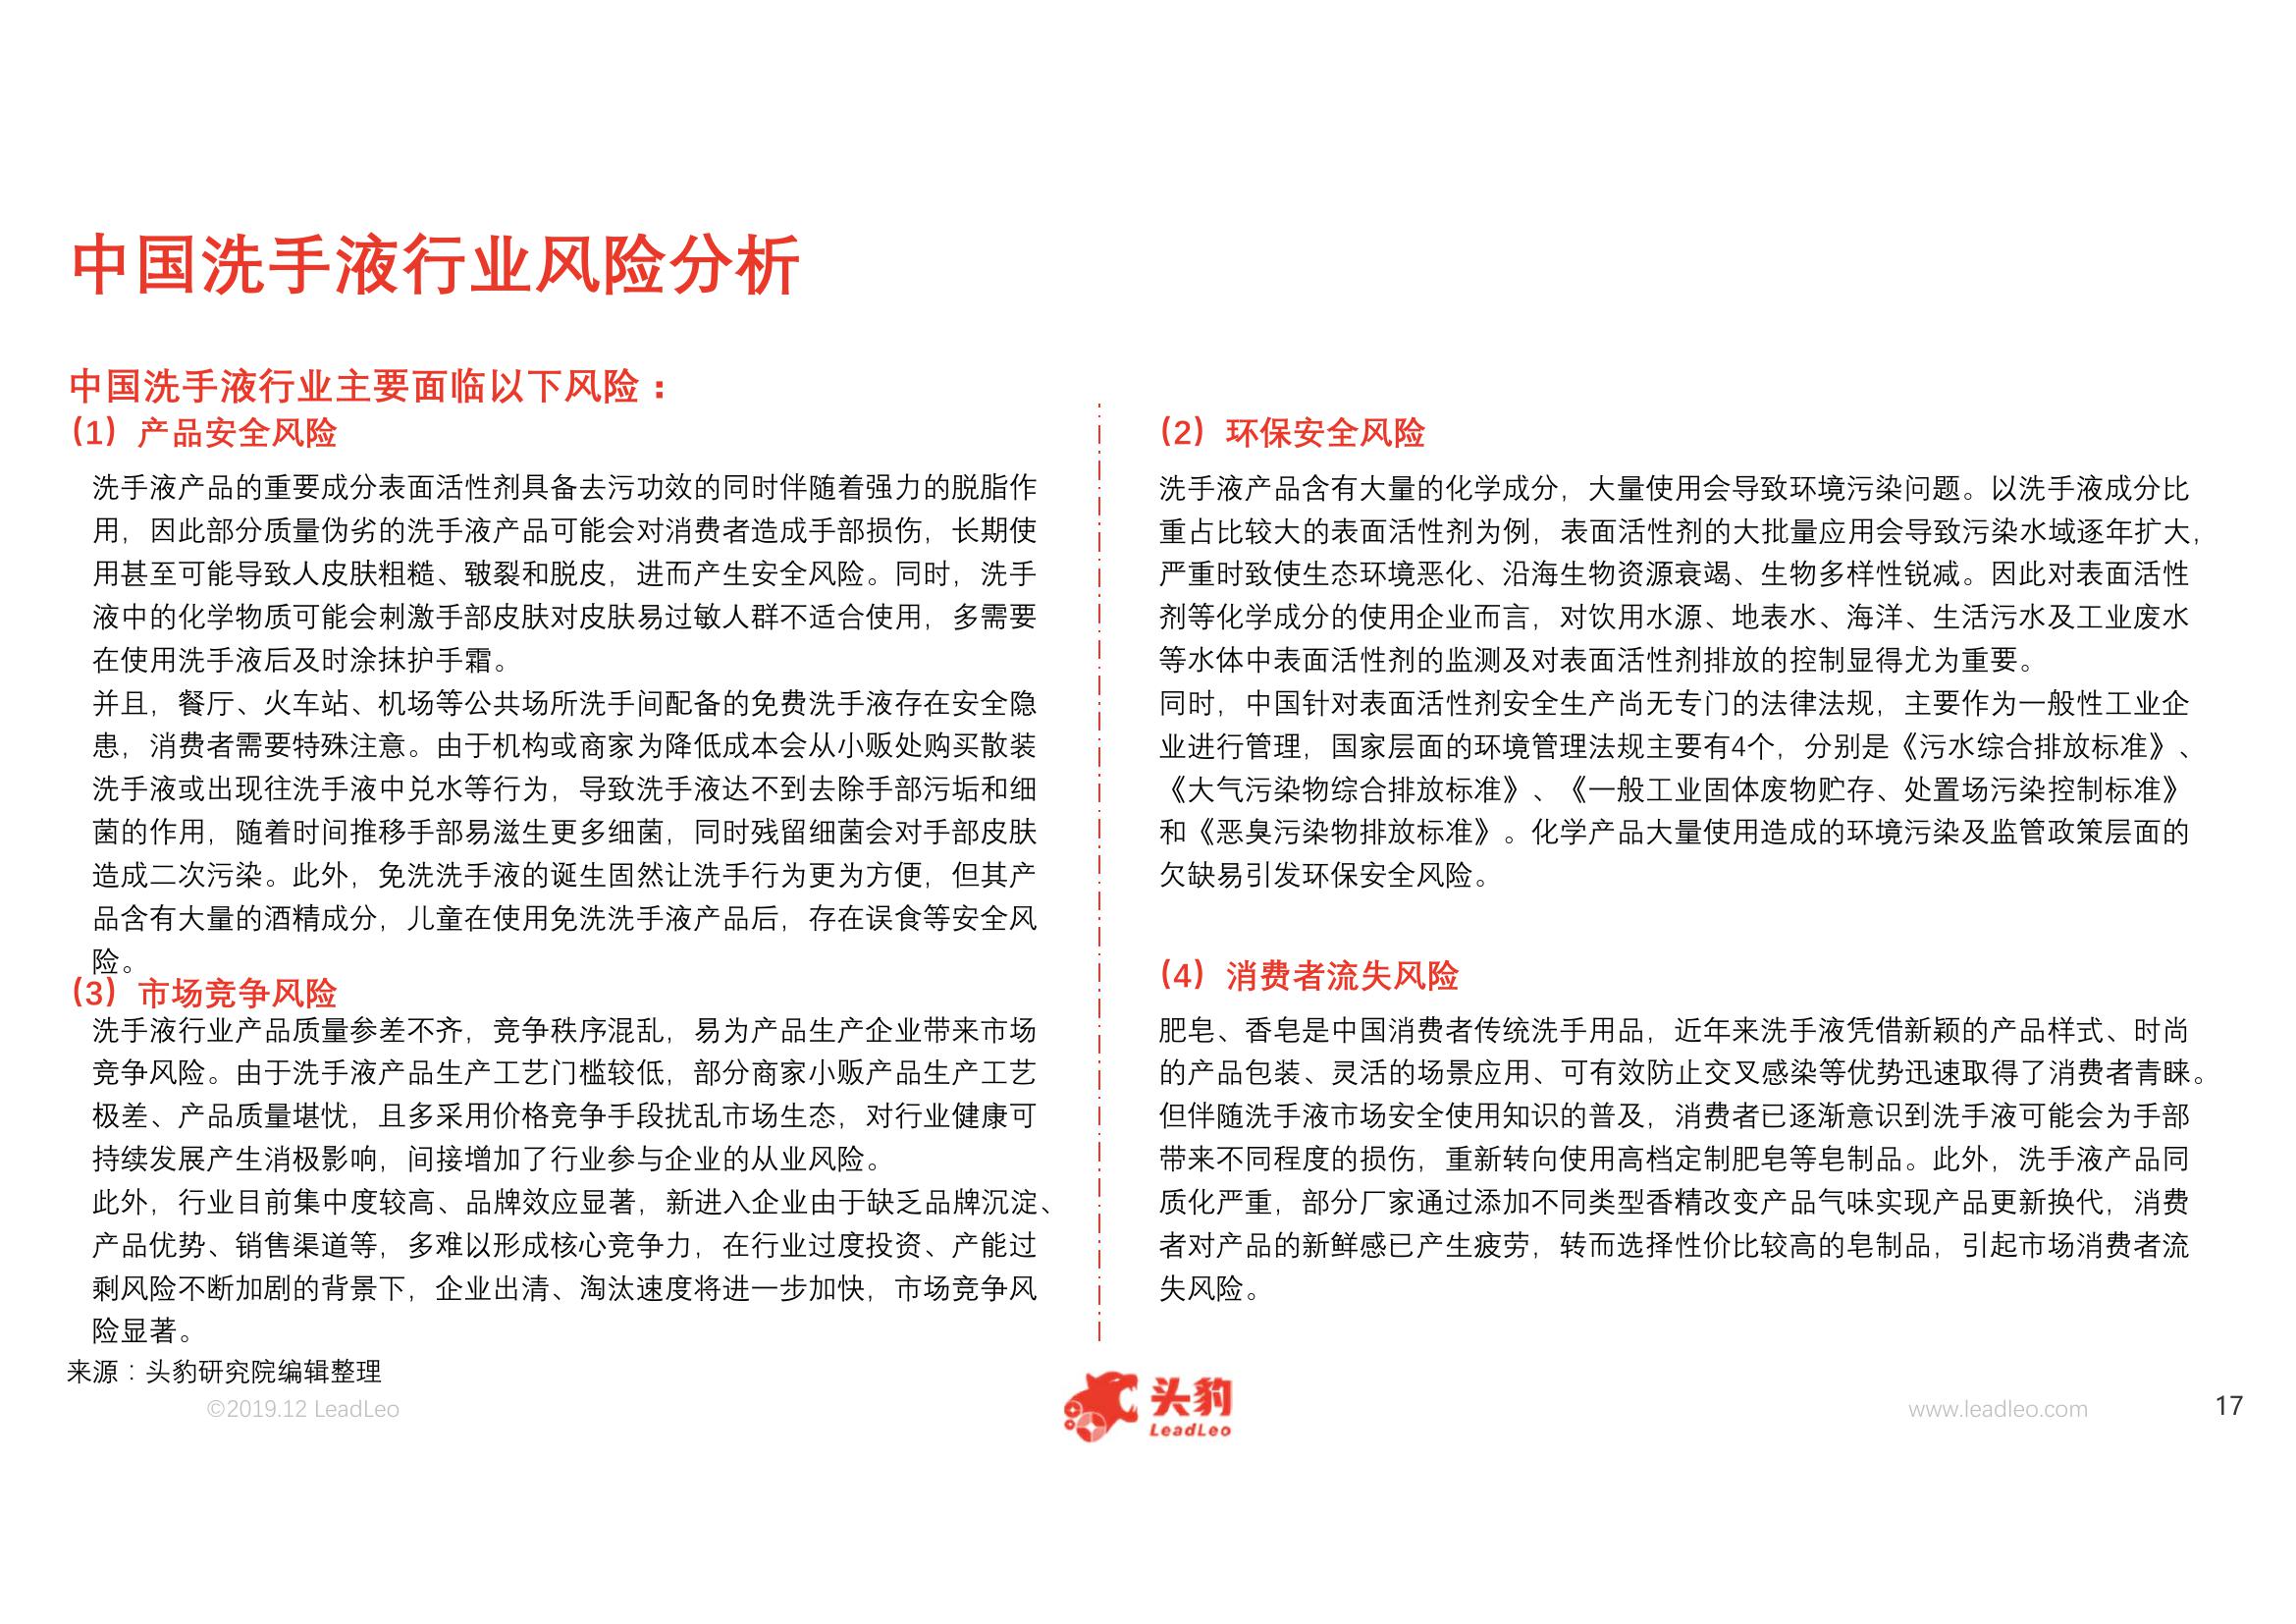 中国洗手液行业风险分析
中国洗手液行业主要面临以下风险：
（1）产品安全风险
洗手液产品的重要成分表面活性剂具备去污功效的同时伴随着强力的脱脂作
用，因此部分质量伪劣的洗手液产品可能会对消费者造成手部损伤，长期使
用甚至可能导致人皮肤粗糙、皲裂和脱皮，进而产生安全风险。同时，洗手
液中的化学物质可能会刺激手部皮肤对皮肤易过敏人群不适合使用，多需要
在使用洗手液后及时涂抹护手霜。
并且，餐厅、火车站、机场等公共场所洗手间配备的免费洗手液存在安全隐
患，消费者需要特殊注意。由于机构或商家为降低成本会从小贩处购买散装
洗手液或出现往洗手液中兑水等行为，导致洗手液达不到去除手部污垢和细
菌的作用，随着时间推移手部易滋生更多细菌，同时残留细菌会对手部皮肤
造成二次污染。此外，免洗洗手液的诞生固然让洗手行为更为方便，但其产
品含有大量的酒精成分，儿童在使用免洗洗手液产品后，存在误食等安全风
险。
（2）环保安全风险
洗手液产品含有大量的化学成分，大量使用会导致环境污染问题。以洗手液成分比
重占比较大的表面活性剂为例，表面活性剂的大批量应用会导致污染水域逐年扩大，
严重时致使生态环境恶化、沿海生物资源衰竭、生物多样性锐减。因此对表面活性
剂等化学成分的使用企业而言，对饮用水源、地表水、海洋、生活污水及工业废水
等水体中表面活性剂的监测及对表面活性剂排放的控制显得尤为重要。
同时，中国针对表面活性剂安全生产尚无专门的法律法规，主要作为一般性工业企
业进行管理，国家层面的环境管理法规主要有4个，分别是《污水综合排放标准》、
《大气污染物综合排放标准》、《一般工业固体废物贮存、处置场污染控制标准》
和《恶臭污染物排放标准》。化学产品大量使用造成的环境污染及监管政策层面的
欠缺易引发环保安全风险。
（3）市场竞争风险
洗手液行业产品质量参差不齐，竞争秩序混乱，易为产品生产企业带来市场
竞争风险。由于洗手液产品生产工艺门槛较低，部分商家小贩产品生产工艺
极差、产品质量堪忧，且多采用价格竞争手段扰乱市场生态，对行业健康可
持续发展产生消极影响，间接增加了行业参与企业的从业风险。
此外，行业目前集中度较高、品牌效应显著，新进入企业由于缺乏品牌沉淀、
产品优势、销售渠道等，多难以形成核心竞争力，在行业过度投资、产能过
剩风险不断加剧的背景下，企业出清、淘汰速度将进一步加快，市场竞争风
险显著。
（4）消费者流失风险
肥皂、香皂是中国消费者传统洗手用品，近年来洗手液凭借新颖的产品样式、时尚
的产品包装、灵活的场景应用、可有效防止交叉感染等优势迅速取得了消费者青睐。
但伴随洗手液市场安全使用知识的普及，消费者已逐渐意识到洗手液可能会为手部
带来不同程度的损伤，重新转向使用高档定制肥皂等皂制品。此外，洗手液产品同
质化严重，部分厂家通过添加不同类型香精改变产品气味实现产品更新换代，消费
者对产品的新鲜感已产生疲劳，转而选择性价比较高的皂制品，引起市场消费者流
失风险。
来源：头豹研究院编辑整理
©2019.12 LeadLeo
头豹
LeadLeo
www.leadleo.com
17